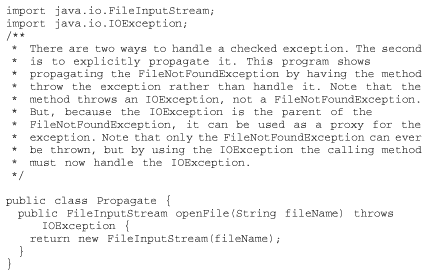 import java.io.FileInputStream;
import java.io.IOException;
/**
 * There are two ways to handle a checked exception. The second
 * is to explicitly propagate it. This program shows
 * propagating the FileNotFoundException by having the method
 * throw the exception rather than handle it. Note that the
 * method throws an IOException, not a FileNotFoundException.
 * But, because the IOException is the parent of the
 * FileNotFoundException, it can be used as a proxy for the
 * exception. Note that only the FileNotFoundException can ever
 * be thrown, but by using the IOException the calling method
 * must now handle the IOException.
 */

public class Propagate {
  public FileInputStream openFile(String fileName) throws
      IOException {
    return new FileInputStream(fileName);
  }
}